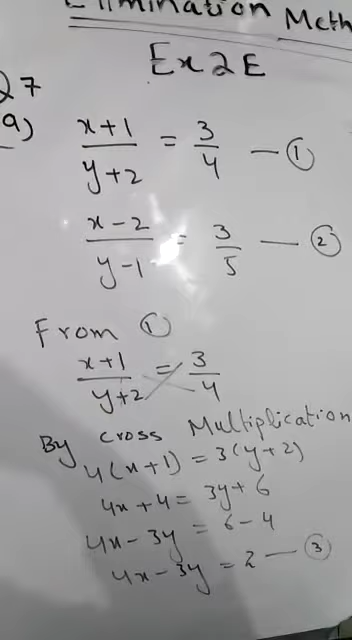 Elimination Meth
Ex 2E
Q7
a) x+1/y+2 = 3/4 — ①
x-2/y-1 = 3/5 — ②
From ①
x+1/y+2 = 3/4
By cross Multiplication
4(x+1) = 3(y+2)
4x+4 = 3y+6
4x-3y = 6-4
4x-3y = 2 — ③